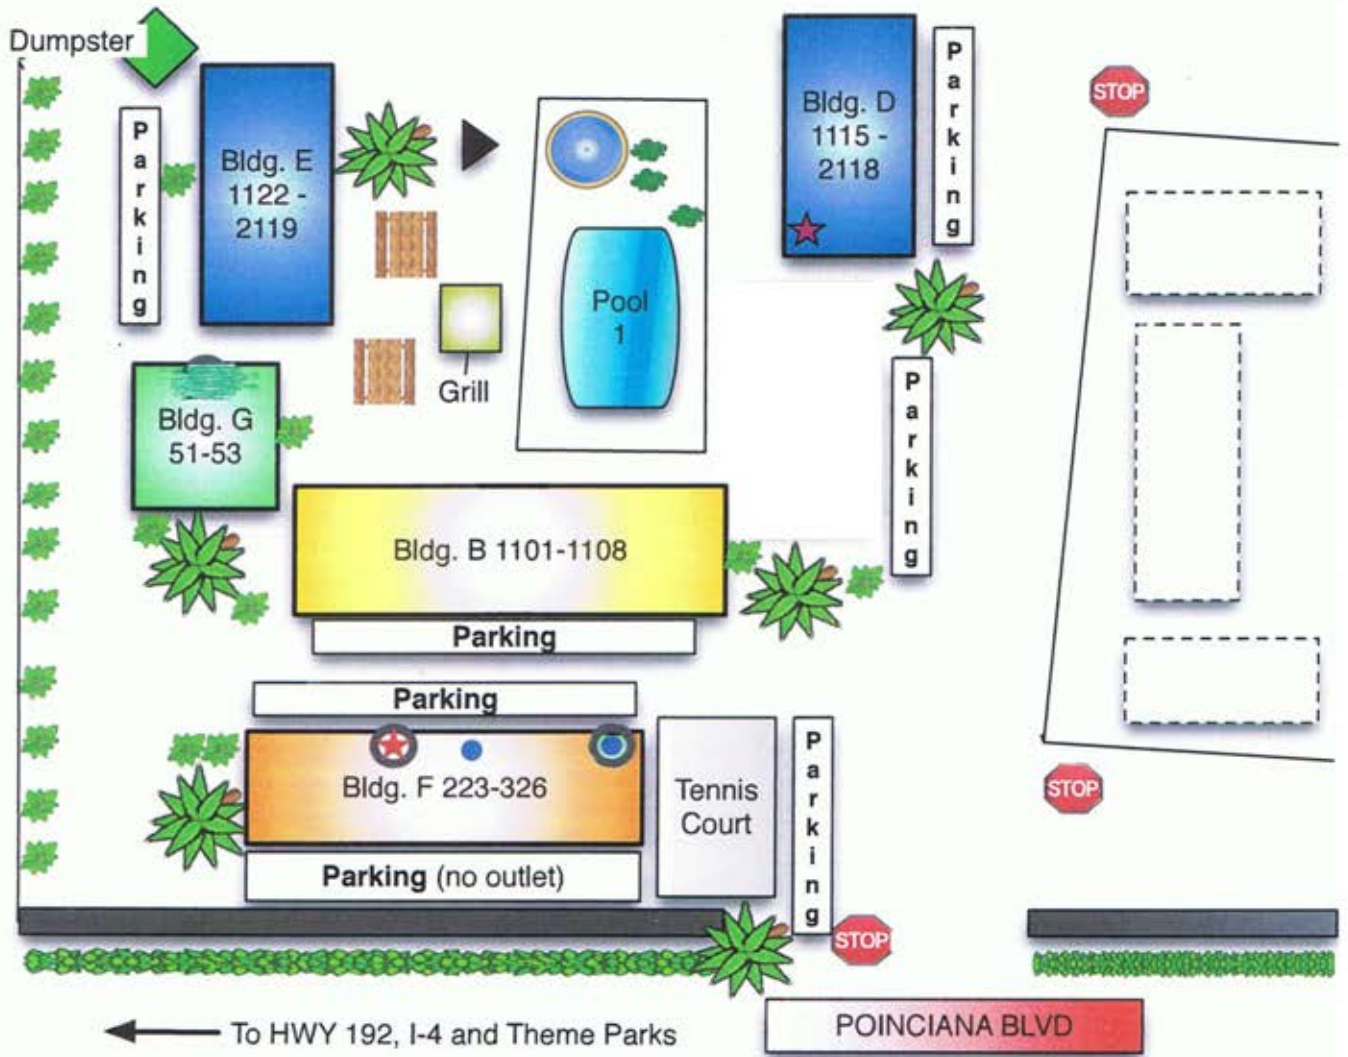 Dumpster
Parking
Bldg. E
1122 -
2119
Bldg. D
1115 -
2118
Parking
STOP
Pool
1
Grill
Bldg. G
51-53
Parking
Bldg. B 1101-1108
Parking
Parking
Bldg. F 223-326
Tennis
Court
Parking
STOP
Parking (no outlet)
STOP
To HWY 192, I-4 and Theme Parks
POINCIANA BLVD